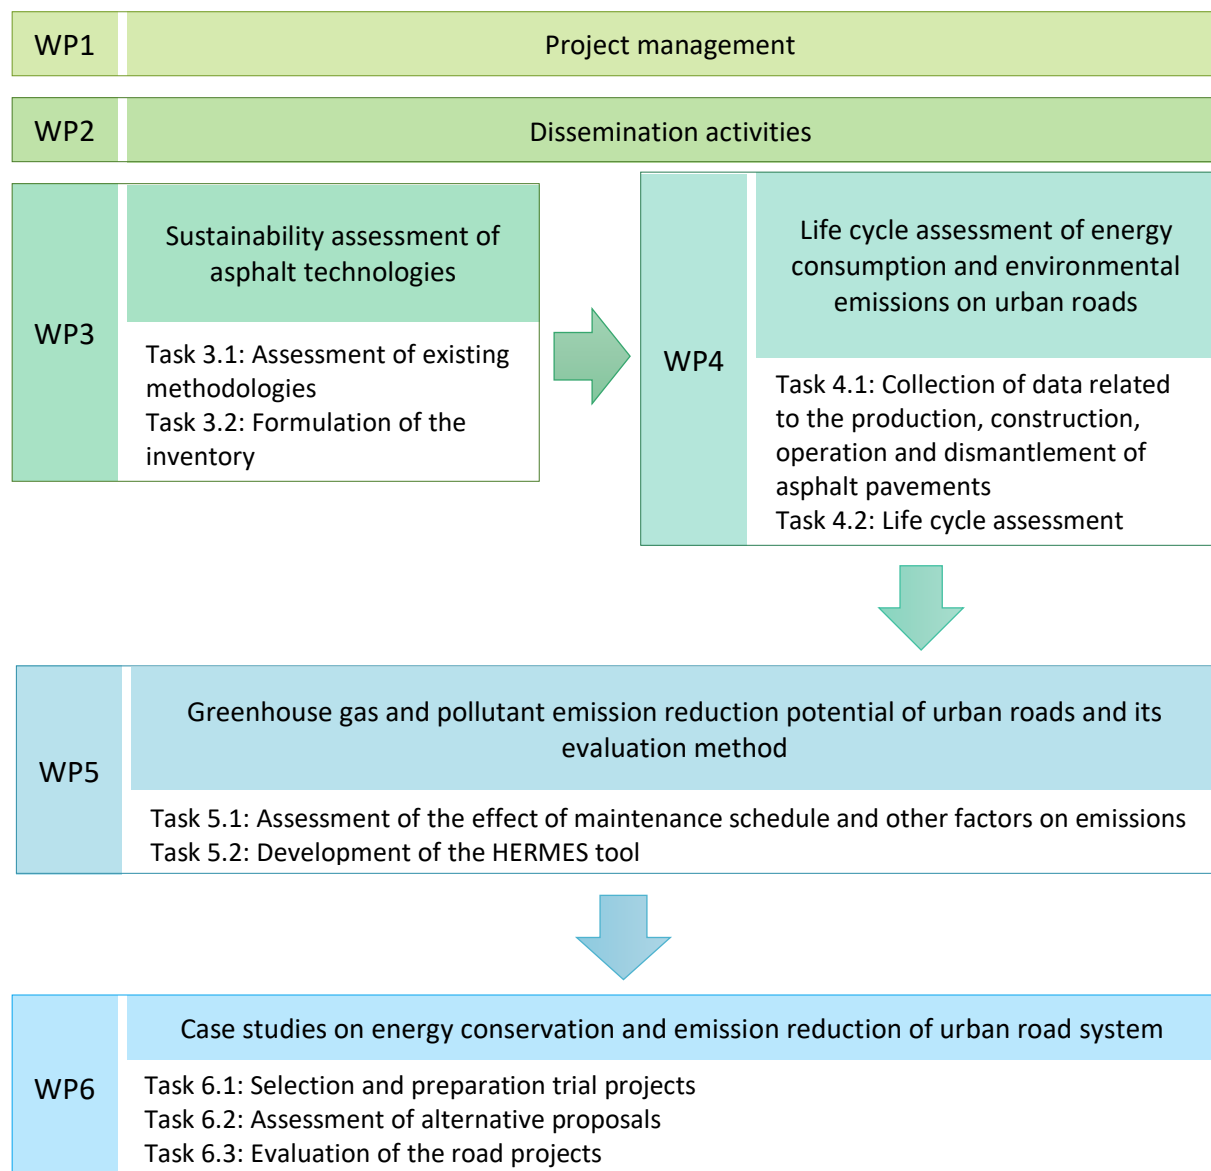 WP1
Project management
WP2
Dissemination activities
WP3
Sustainability assessment of
asphalt technologies
Task 3.1: Assessment of existing
methodologies
Task 3.2: Formulation of the
inventory
WP4
Life cycle assessment of energy
consumption and environmental
emissions on urban roads
Task 4.1: Collection of data related
to the production, construction,
operation and dismantlement of
asphalt pavements
Task 4.2: Life cycle assessment
WP5
Greenhouse gas and pollutant emission reduction potential of urban roads and its
evaluation method
Task 5.1: Assessment of the effect of maintenance schedule and other factors on emissions
Task 5.2: Development of the HERMES tool
WP6
Case studies on energy conservation and emission reduction of urban road system
Task 6.1: Selection and preparation trial projects
Task 6.2: Assessment of alternative proposals
Task 6.3: Evaluation of the road projects